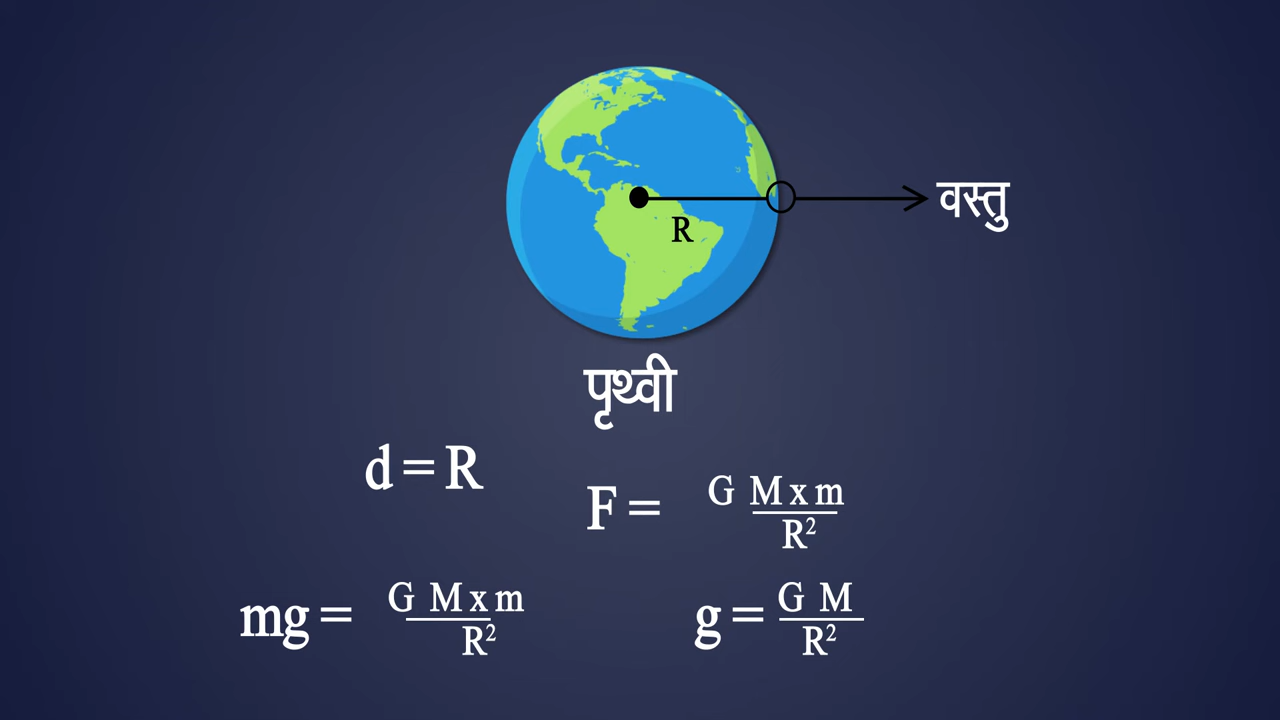 R
वस्तु
पृथ्वी
d = R
F = G M x m / R²
mg = G M x m / R²
g = G M / R²